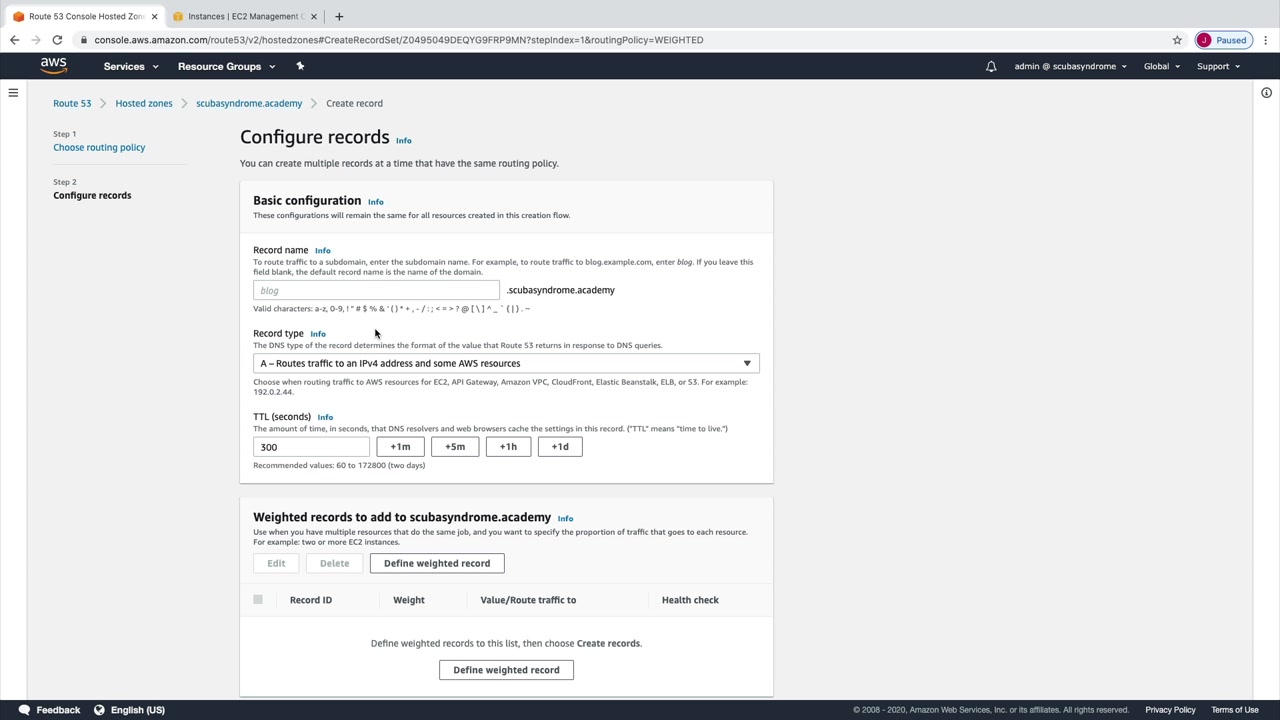 Route 53 Console Hosted Zon
Instances | EC2 Management C
console.aws.amazon.com/route53/v2/hostedzones#CreateRecordSet/Z0495049DEQYG9FRP9MN?stepIndex=1&routingPolicy=WEIGHTED
J Paused
aws Services Resource Groups admin @ scubasyndrome Global Support
Route 53 > Hosted zones > scubasyndrome.academy > Create record
Step 1
Choose routing policy
Step 2
Configure records
Configure records Info
You can create multiple records at a time that have the same routing policy.
Basic configuration Info
These configurations will remain the same for all resources created in this creation flow.
Record name Info
To route traffic to a subdomain, enter the subdomain name. For example, to route traffic to blog.example.com, enter blog. If you leave this
field blank, the default record name is the name of the domain.
blog .scubasyndrome.academy
Valid characters: a-z, 0-9, ! " # $ % & ' ( ) * + , - / : ; < = > ? @ [ \ ] ^ _ ` { | } . ~
Record type Info
The DNS type of the record determines the format of the value that Route 53 returns in response to DNS queries.
A – Routes traffic to an IPv4 address and some AWS resources
Choose when routing traffic to AWS resources for EC2, API Gateway, Amazon VPC, CloudFront, Elastic Beanstalk, ELB, or S3. For example:
192.0.2.44.
TTL (seconds) Info
The amount of time, in seconds, that DNS resolvers and web browsers cache the settings in this record. ("TTL" means "time to live.")
300 +1m +5m +1h +1d
Recommended values: 60 to 172800 (two days)
Weighted records to add to scubasyndrome.academy Info
Use when you have multiple resources that do the same job, and you want to specify the proportion of traffic that goes to each resource.
For example: two or more EC2 instances.
Edit Delete Define weighted record
Record ID Weight Value/Route traffic to Health check
Define weighted records to this list, then choose Create records.
Define weighted record
Feedback English (US) © 2008 - 2020, Amazon Web Services, Inc. or its affiliates. All rights reserved. Privacy Policy Terms of Use